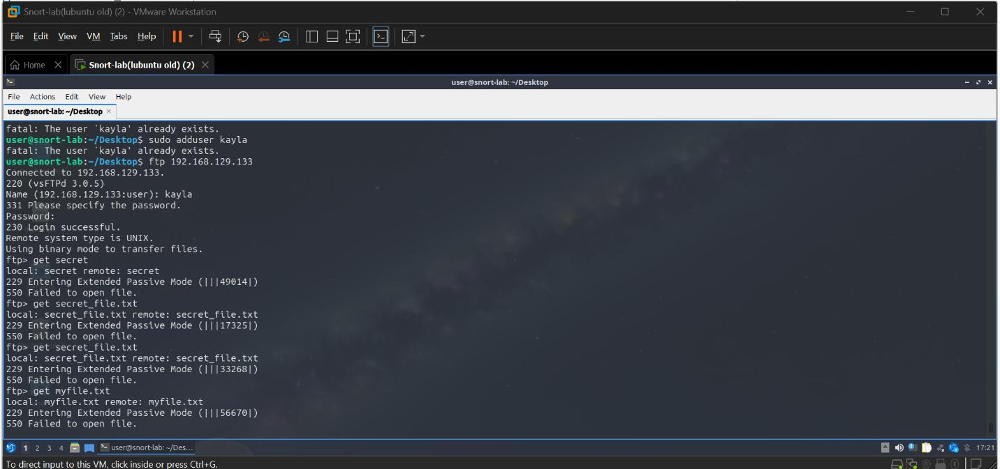 Snort-lab(lubuntu old) (2) - VMware Workstation
File Edit View VM Tabs Help
Home Snort-lab(lubuntu old) (2)
user@snort-lab: ~/Desktop
File Actions Edit View Help
user@snort-lab: ~/Desktop
fatal: The user `kayla' already exists.
user@snort-lab:~/Desktop$ sudo adduser kayla
fatal: The user `kayla' already exists.
user@snort-lab:~/Desktop$ ftp 192.168.129.133
Connected to 192.168.129.133.
220 (vsFTPd 3.0.5)
Name (192.168.129.133:user): kayla
331 Please specify the password.
Password:
230 Login successful.
Remote system type is UNIX.
Using binary mode to transfer files.
ftp> get secret
local: secret remote: secret
229 Entering Extended Passive Mode (|||49014|)
550 Failed to open file.
ftp> get secret_file.txt
local: secret_file.txt remote: secret_file.txt
229 Entering Extended Passive Mode (|||17325|)
550 Failed to open file.
ftp> get secret_file.txt
local: secret_file.txt remote: secret_file.txt
229 Entering Extended Passive Mode (|||33268|)
550 Failed to open file.
ftp> get myfile.txt
local: myfile.txt remote: myfile.txt
229 Entering Extended Passive Mode (|||56670|)
550 Failed to open file.
1 2 3 4 user@snort-lab: ~/Des... 17:21
To direct input to this VM, click inside or press Ctrl+G.